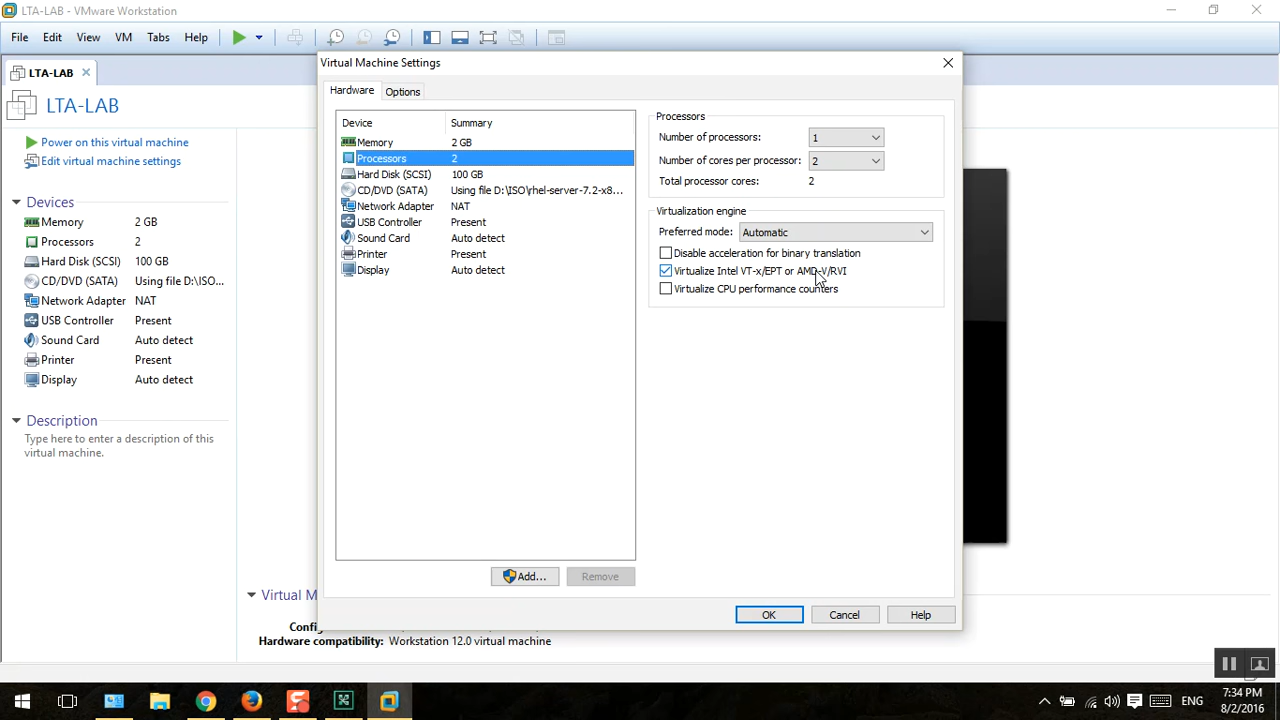 LTA-LAB - VMware Workstation
File Edit View VM Tabs Help
LTA-LAB
LTA-LAB
Power on this virtual machine
Edit virtual machine settings
Devices
Memory 2 GB
Processors 2
Hard Disk (SCSI) 100 GB
CD/DVD (SATA) Using file D:\ISO...
Network Adapter NAT
USB Controller Present
Sound Card Auto detect
Printer Present
Display Auto detect
Description
Type here to enter a description of this
virtual machine.
Virtual Machine Settings
Hardware Options
Device Summary
Memory 2 GB
Processors 2
Hard Disk (SCSI) 100 GB
CD/DVD (SATA) Using file D:\ISO\rhel-server-7.2-x8...
Network Adapter NAT
USB Controller Present
Sound Card Auto detect
Printer Present
Display Auto detect
Add... Remove
Processors
Number of processors: 1
Number of cores per processor: 2
Total processor cores: 2
Virtualization engine
Preferred mode: Automatic
Disable acceleration for binary translation
Virtualize Intel VT-x/EPT or AMD-V/RVI
Virtualize CPU performance counters
OK Cancel Help
Virtual M
Config
Hardware compatibility: Workstation 12.0 virtual machine
ENG
7:34 PM
8/2/2016